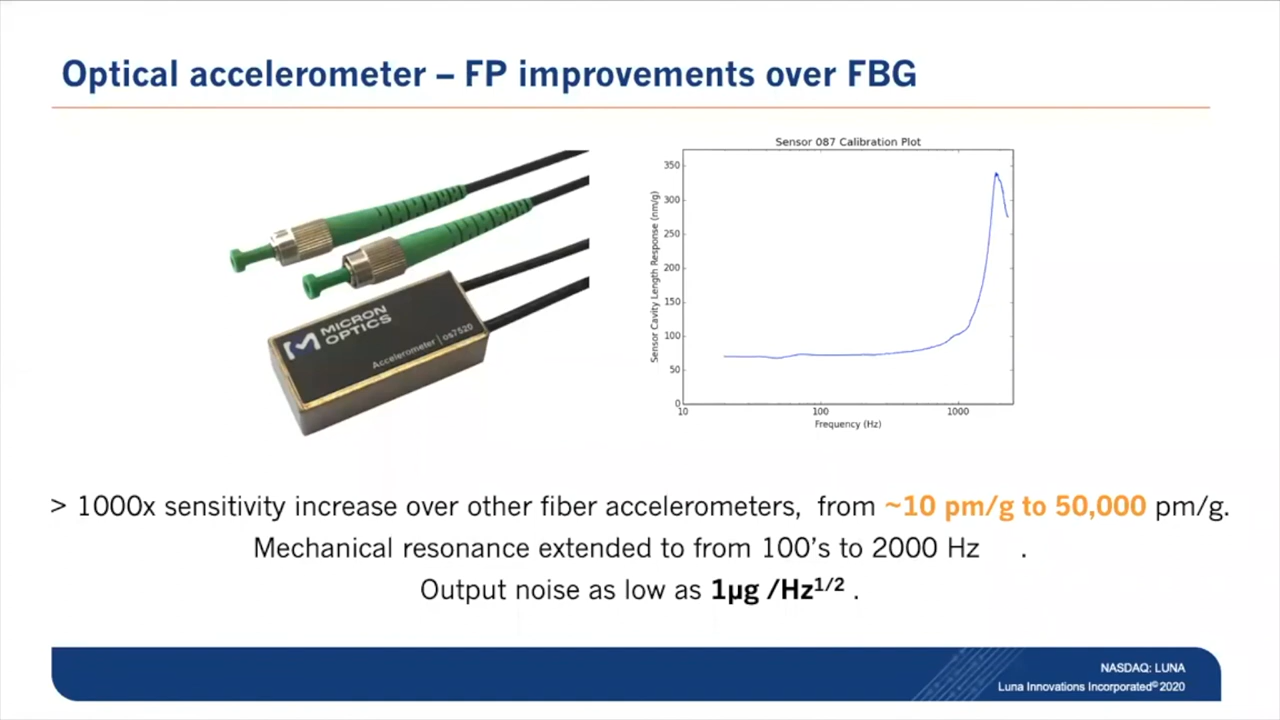 Optical accelerometer – FP improvements over FBG
MICRON
OPTICS
Accelerometer | os7520
Sensor 087 Calibration Plot
Sensor Cavity Length Response (nm/g)
350
300
250
200
150
100
50
0
10
100
1000
Frequency (Hz)
> 1000x sensitivity increase over other fiber accelerometers, from ~10 pm/g to 50,000 pm/g.
Mechanical resonance extended to from 100’s to 2000 Hz .
Output noise as low as 1µg /Hz^1/2 .
NASDAQ: LUNA
Luna Innovations Incorporated© 2020